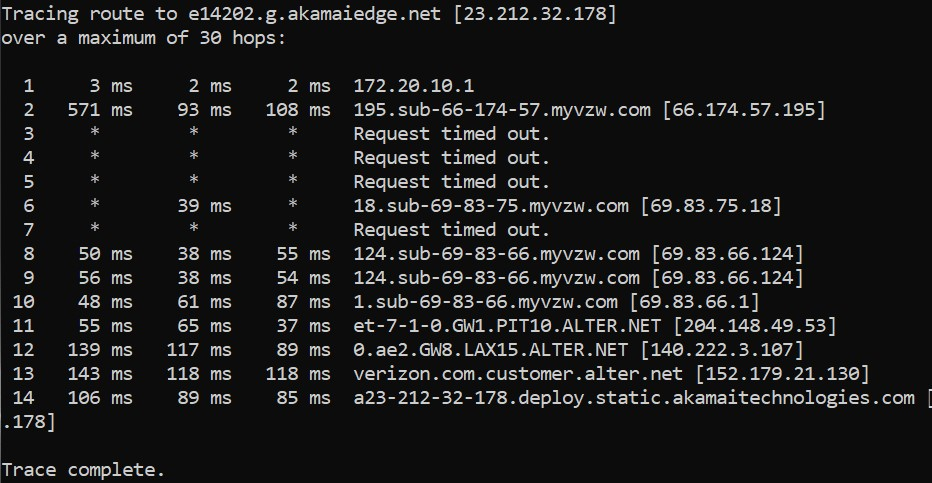 Tracing route to e14202.g.akamaiedge.net [23.212.32.178]
over a maximum of 30 hops:
1 3 ms 2 ms 2 ms 172.20.10.1
2 571 ms 93 ms 108 ms 195.sub-66-174-57.myvzw.com [66.174.57.195]
3 * * * Request timed out.
4 * * * Request timed out.
5 * * * Request timed out.
6 * 39 ms * 18.sub-69-83-75.myvzw.com [69.83.75.18]
7 * * * Request timed out.
8 50 ms 38 ms 55 ms 124.sub-69-83-66.myvzw.com [69.83.66.124]
9 56 ms 38 ms 54 ms 124.sub-69-83-66.myvzw.com [69.83.66.124]
10 48 ms 61 ms 87 ms 1.sub-69-83-66.myvzw.com [69.83.66.1]
11 55 ms 65 ms 37 ms et-7-1-0.GW1.PIT10.ALTER.NET [204.148.49.53]
12 139 ms 117 ms 89 ms 0.ae2.GW8.LAX15.ALTER.NET [140.222.3.107]
13 143 ms 118 ms 118 ms verizon.com.customer.alter.net [152.179.21.130]
14 106 ms 89 ms 85 ms a23-212-32-178.deploy.static.akamaitechnologies.com [
.178]
Trace complete.